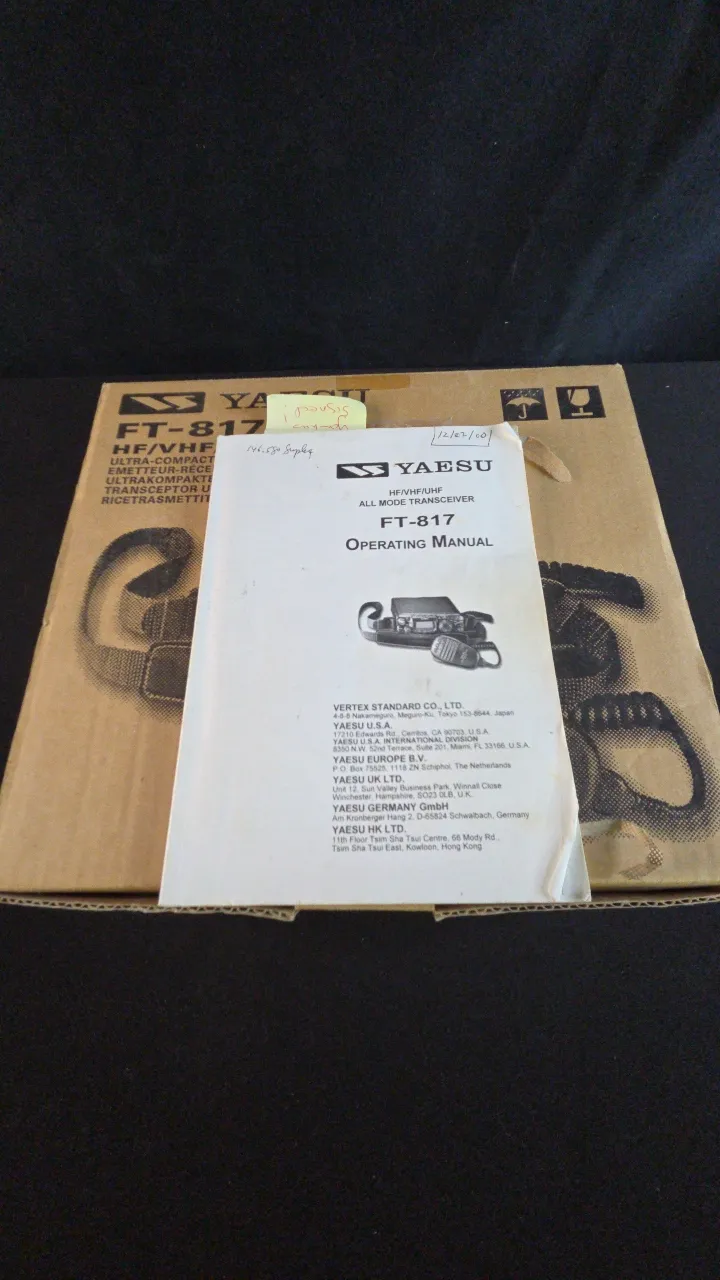 YAESU
FT-817
HF/VHF/
ULTRA-COMPACT
EMETTEUR-RÉCE
ULTRAKOMPAKTE
TRANSCEPTOR U
RICETRASMETTIT
146.580 Simplex
12/27/00
YAESU
HF/VHF/UHF
ALL MODE TRANSCEIVER
FT-817
OPERATING MANUAL
VERTEX STANDARD CO., LTD.
4-8-8 Nakameguro, Meguro-Ku, Tokyo 153-8644, Japan
YAESU U.S.A.
17210 Edwards Rd., Cerritos, CA 90703, U.S.A.
YAESU U.S.A. INTERNATIONAL DIVISION
8350 N.W. 52nd Terrace, Suite 201, Miami, FL 33166, U.S.A.
YAESU EUROPE B.V.
P.O. Box 75525, 1118 ZN Schiphol, The Netherlands
YAESU UK LTD.
Unit 12, Sun Valley Business Park, Winnall Close
Winchester, Hampshire, SO23 0LB, U.K.
YAESU GERMANY GmbH
Am Kronberger Hang 2, D-65824 Schwalbach, Germany
YAESU HK LTD.
11th Floor Tsim Sha Tsui Centre, 66 Mody Rd.,
Tsim Sha Tsui East, Kowloon, Hong Kong